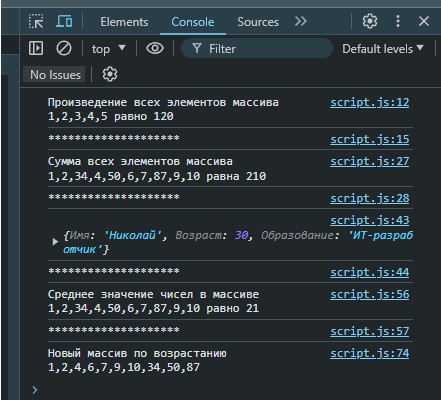 Elements Console Sources
top Filter Default levels
No Issues
Произведение всех элементов массива script.js:12
1,2,3,4,5 равно 120
******************** script.js:15
Сумма всех элементов массива script.js:27
1,2,34,4,50,6,7,87,9,10 равна 210
******************** script.js:28
script.js:43
{Имя: 'Николай', Возраст: 30, Образование: 'ИТ-разраб
отчик'}
******************** script.js:44
Среднее значение чисел в массиве script.js:56
1,2,34,4,50,6,7,87,9,10 равно 21
******************** script.js:57
Новый массив по возрастанию script.js:74
1,2,4,6,7,9,10,34,50,87